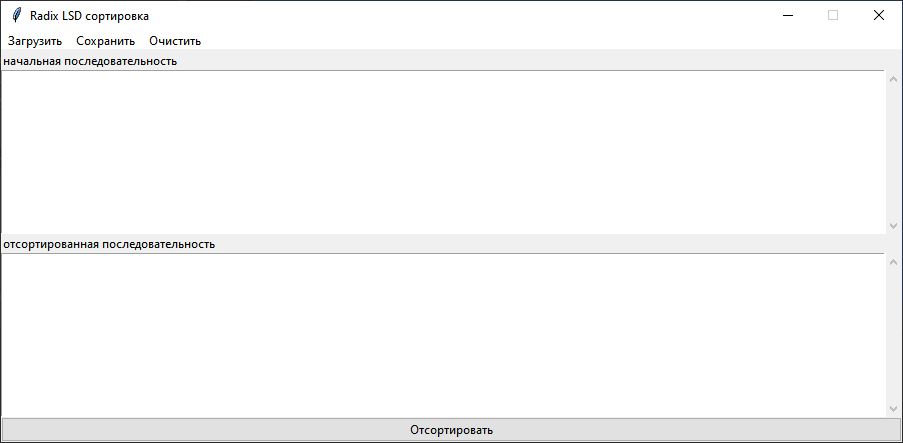 Radix LSD сортировка
Загрузить Сохранить Очистить
начальная последовательность
отсортированная последовательность
Отсортировать